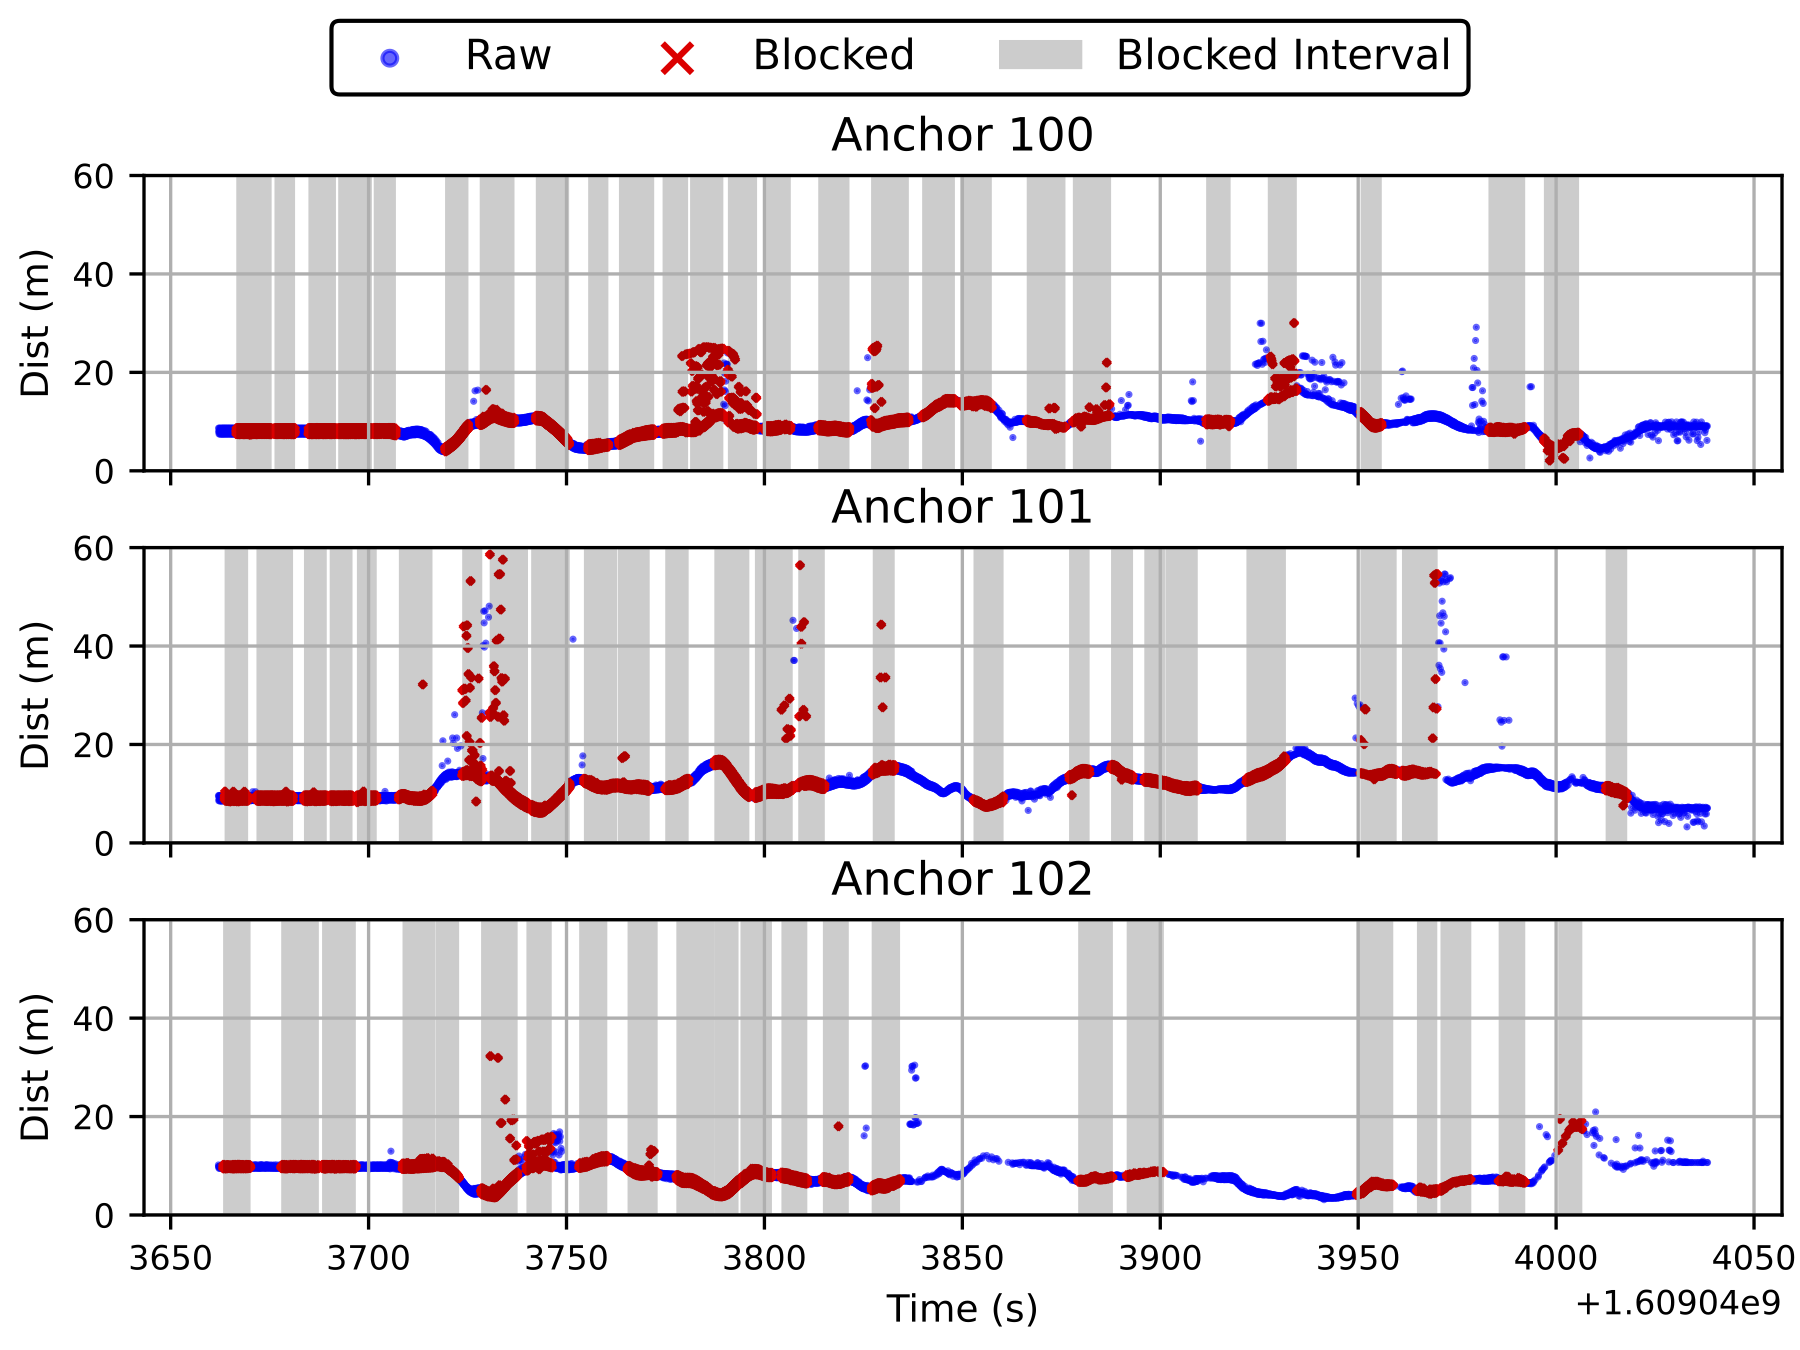 Raw Blocked Blocked Interval
Anchor 100
60
40
20
0
Dist (m)
Anchor 101
60
40
20
0
Dist (m)
Anchor 102
60
40
20
0
Dist (m)
3650 3700 3750 3800 3850 3900 3950 4000 4050
Time (s)
+1.60904e9